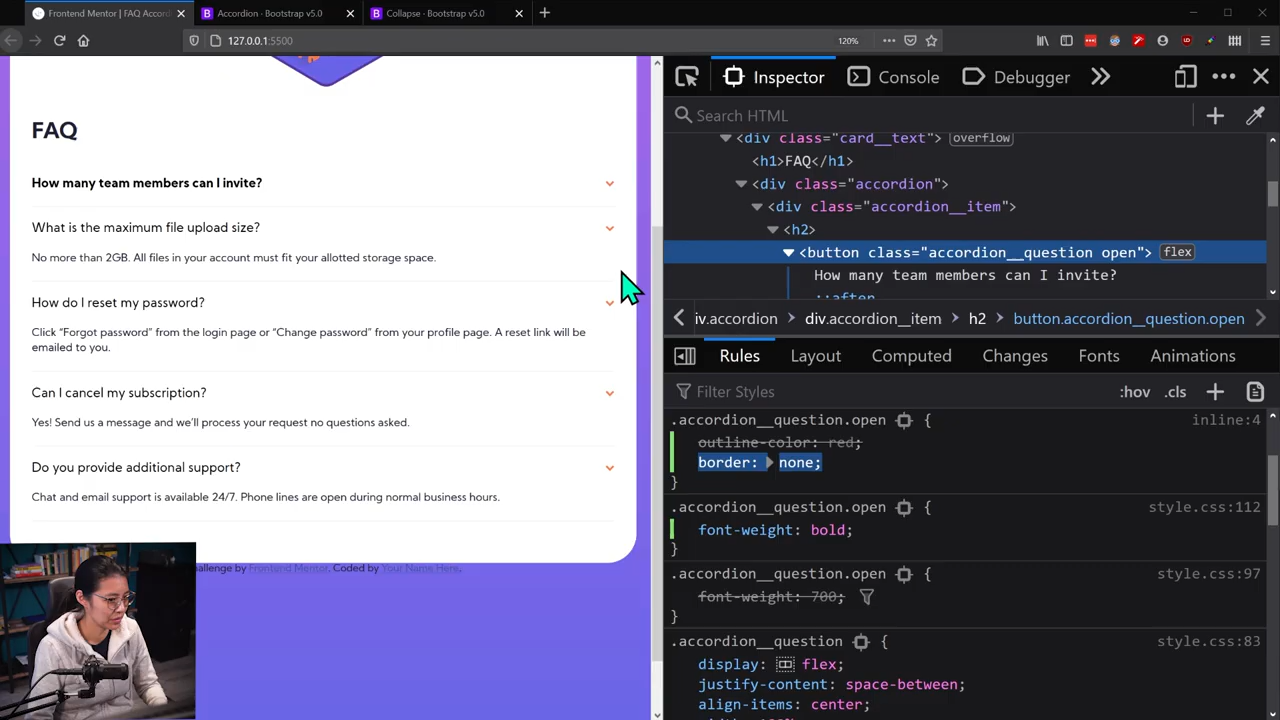 Frontend Mentor | FAQ Accord
Accordion · Bootstrap v5.0
Collapse · Bootstrap v5.0
127.0.0.1:5500
120%
FAQ
How many team members can I invite?
What is the maximum file upload size?
No more than 2GB. All files in your account must fit your allotted storage space.
How do I reset my password?
Click “Forgot password” from the login page or “Change password” from your profile page. A reset link will be
emailed to you.
Can I cancel my subscription?
Yes! Send us a message and we’ll process your request no questions asked.
Do you provide additional support?
Chat and email support is available 24/7. Phone lines are open during normal business hours.
allenge by Frontend Mentor. Coded by Your Name Here.
Inspector
Console
Debugger
Search HTML
<div class="card__text"> overflow
<h1>FAQ</h1>
<div class="accordion">
<div class="accordion__item">
<h2>
<button class="accordion__question open"> flex
How many team members can I invite?
::after
iv.accordion
div.accordion__item
h2
button.accordion__question.open
Rules
Layout
Computed
Changes
Fonts
Animations
Filter Styles
:hov
.cls
.accordion__question.open { inline:4
outline-color: red;
border: none;
}
.accordion__question.open { style.css:112
font-weight: bold;
}
.accordion__question.open { style.css:97
font-weight: 700;
}
.accordion__question { style.css:83
display: flex;
justify-content: space-between;
align-items: center;